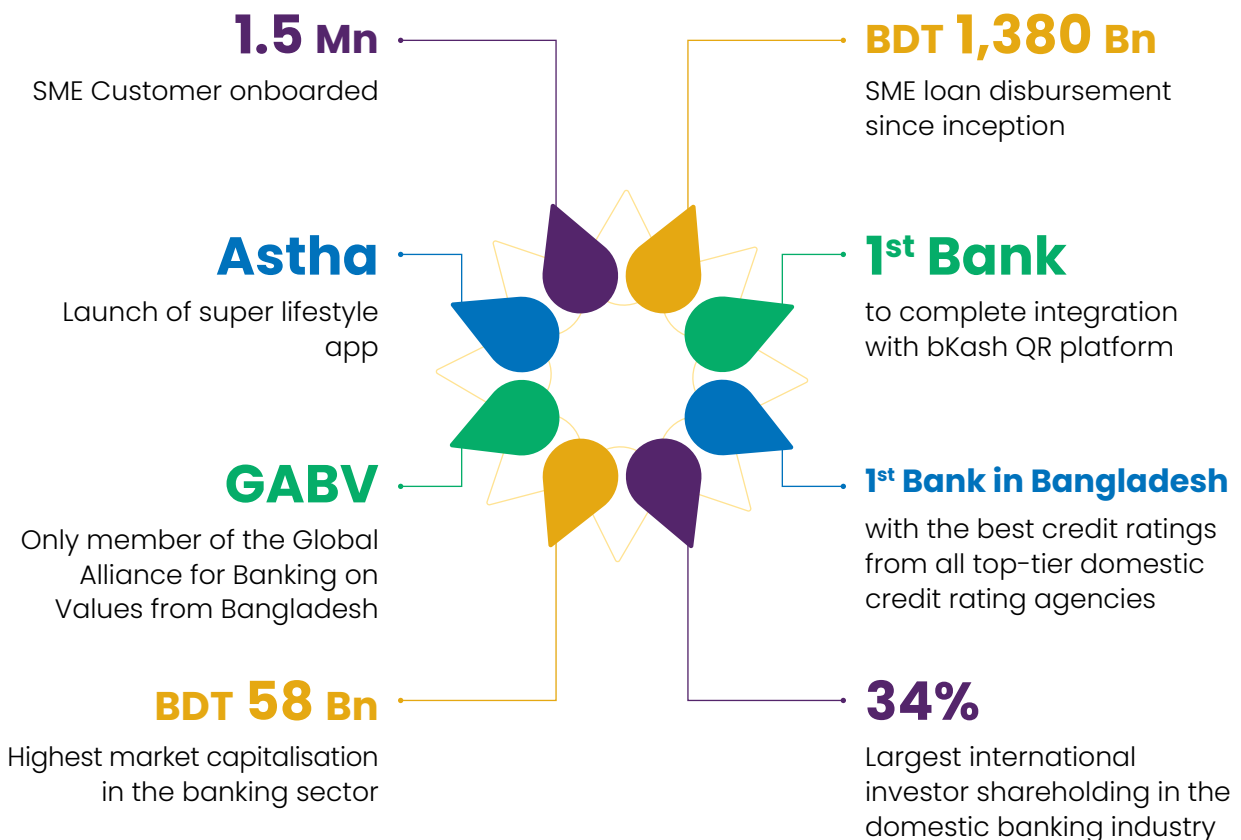 1.5 Mn
SME Customer onboarded
BDT 1,380 Bn
SME loan disbursement
since inception
Astha
Launch of super lifestyle
app
1st Bank
to complete integration
with bKash QR platform
GABV
Only member of the Global
Alliance for Banking on
Values from Bangladesh
1st Bank in Bangladesh
with the best credit ratings
from all top-tier domestic
credit rating agencies
BDT 58 Bn
Highest market capitalisation
in the banking sector
34%
Largest international
investor shareholding in the
domestic banking industry